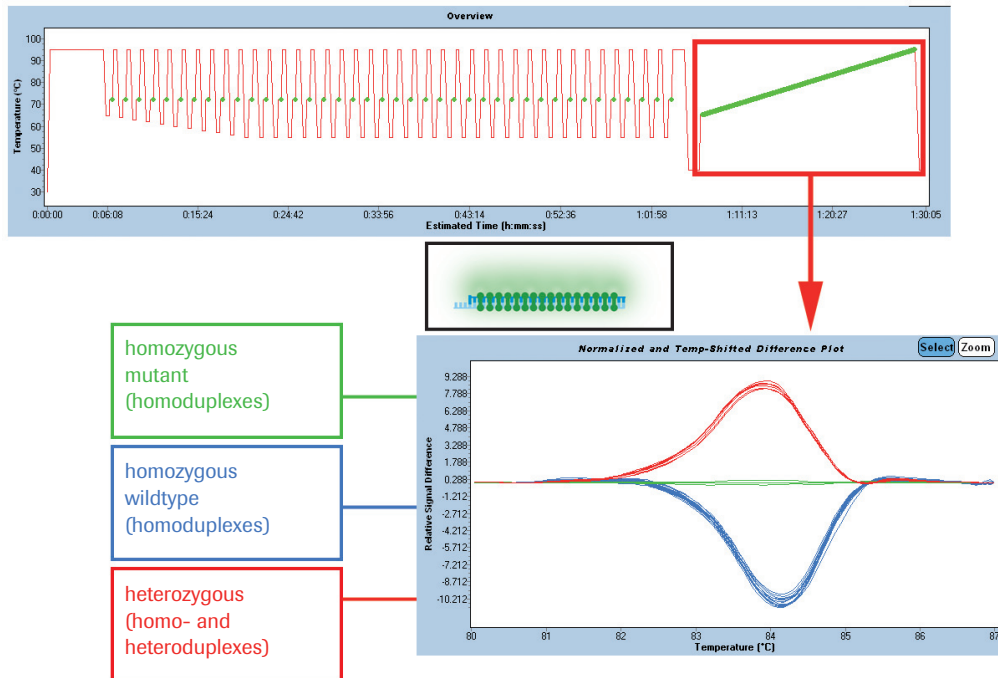 Overview
Temperature (°C)
100
90
80
70
60
50
40
30
0:00:00 0:06:08 0:15:24 0:24:42 0:33:56 0:43:14 0:52:36 1:01:58 1:11:13 1:20:27 1:30:05
Estimated Time (h:mm:ss)
homozygous
mutant
(homoduplexes)
homozygous
wildtype
(homoduplexes)
heterozygous
(homo- and
heteroduplexes)
Normalized and Temp-Shifted Difference Plot
Select Zoom
Relative Signal Difference
9.288
7.788
6.288
4.788
3.288
1.788
0.288
-1.212
-2.712
-4.212
-5.712
-7.212
-8.712
-10.212
80 81 82 83 84 85 86 87
Temperature (°C)